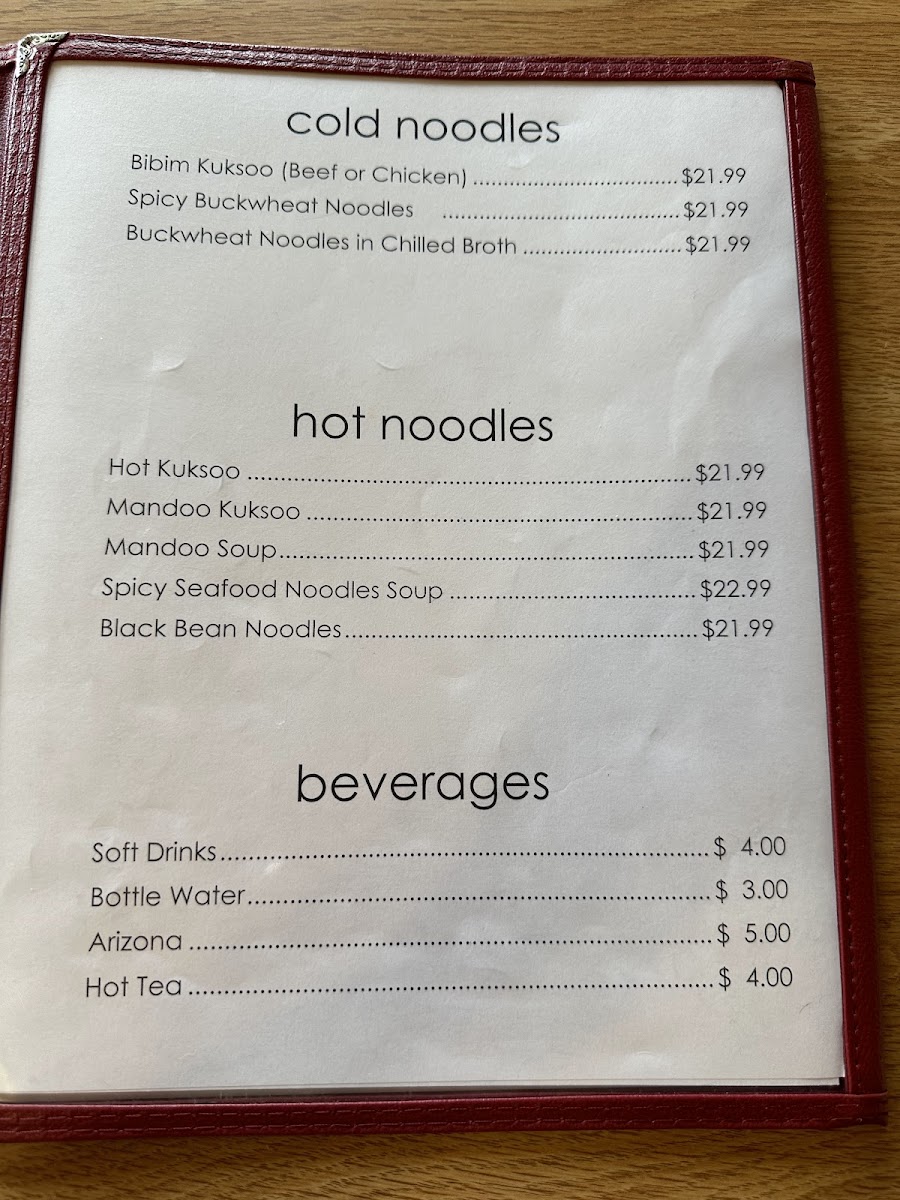 cold noodles
Bibim Kuksoo (Beef or Chicken) ................................. $21.99
Spicy Buckwheat Noodles ...................................... $21.99
Buckwheat Noodles in Chilled Broth ......................... $21.99
hot noodles
Hot Kuksoo ................................................................ $21.99
Mandoo Kuksoo ....................................................... $21.99
Mandoo Soup........................................................... $21.99
Spicy Seafood Noodles Soup ................................... $22.99
Black Bean Noodles.................................................. $21.99
beverages
Soft Drinks.................................................................. $ 4.00
Bottle Water............................................................... $ 3.00
Arizona ...................................................................... $ 5.00
Hot Tea ...................................................................... $ 4.00